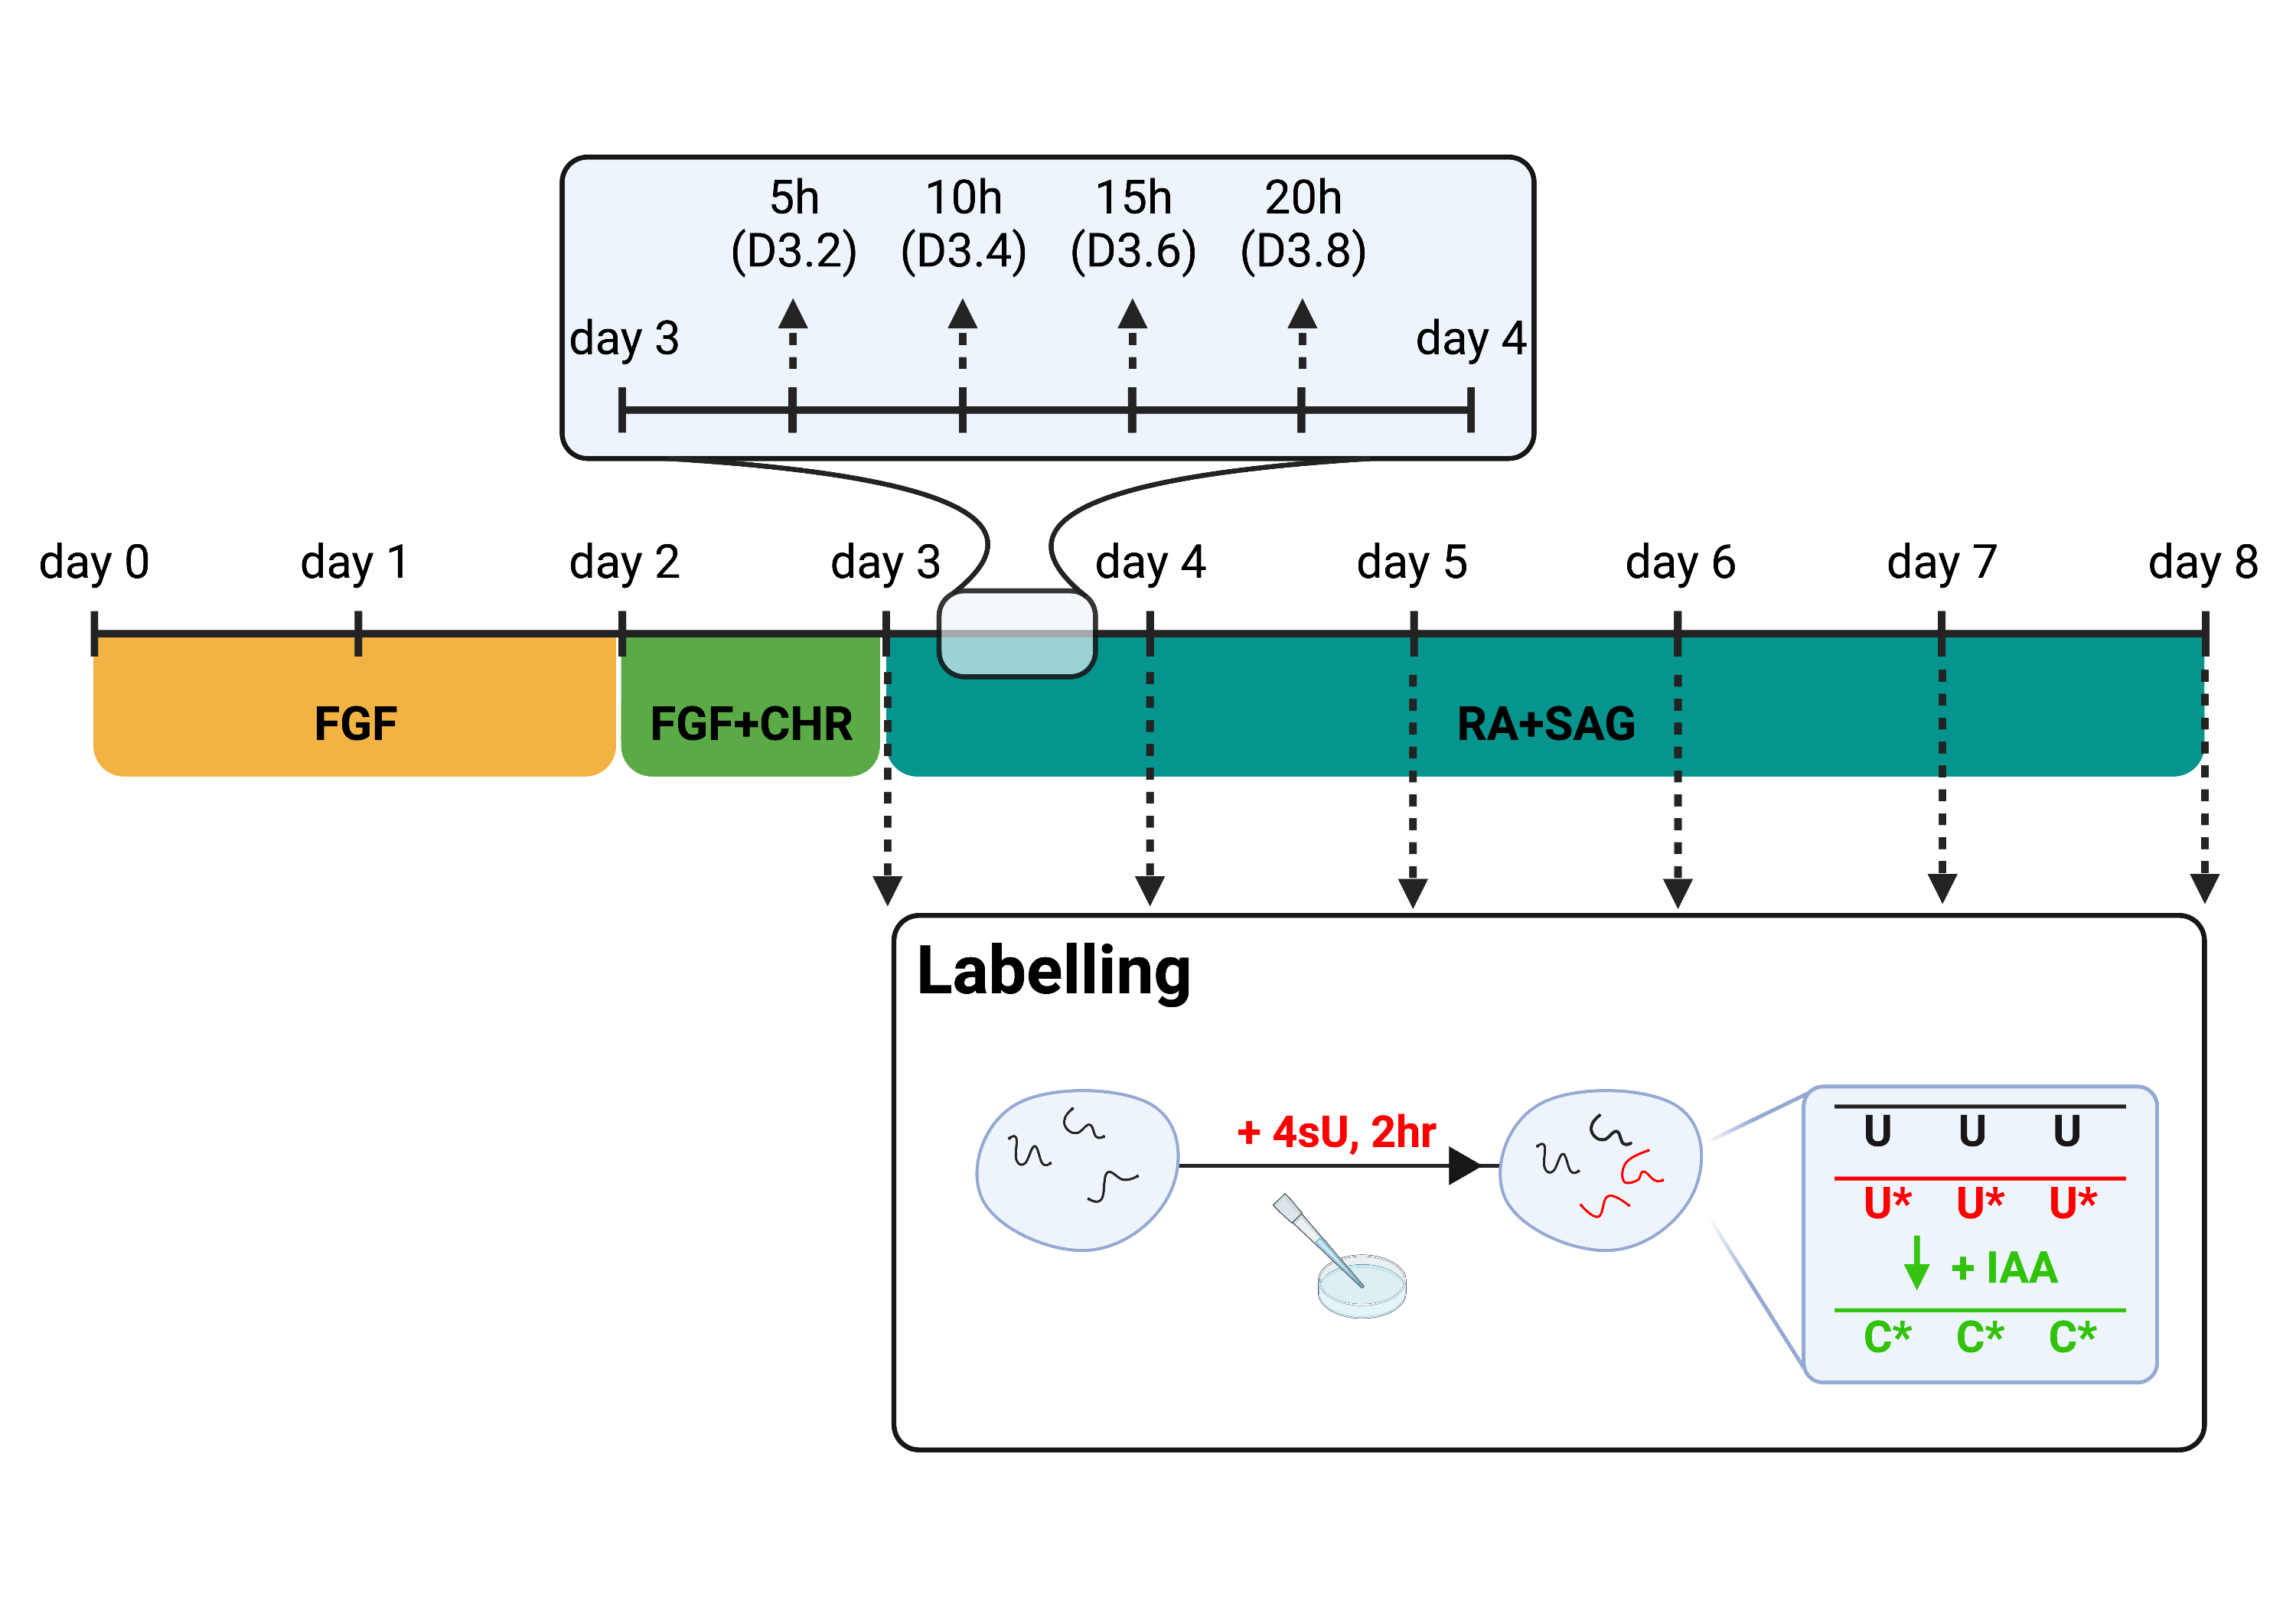 5h 10h 15h 20h
(D3.2) (D3.4) (D3.6) (D3.8)
day 3 day 4
day 0 day 1 day 2 day 3 day 4 day 5 day 6 day 7 day 8
FGF FGF+CHR RA+SAG
Labelling
+ 4sU, 2hr
U U U
U* U* U*
+ IAA
C* C* C*